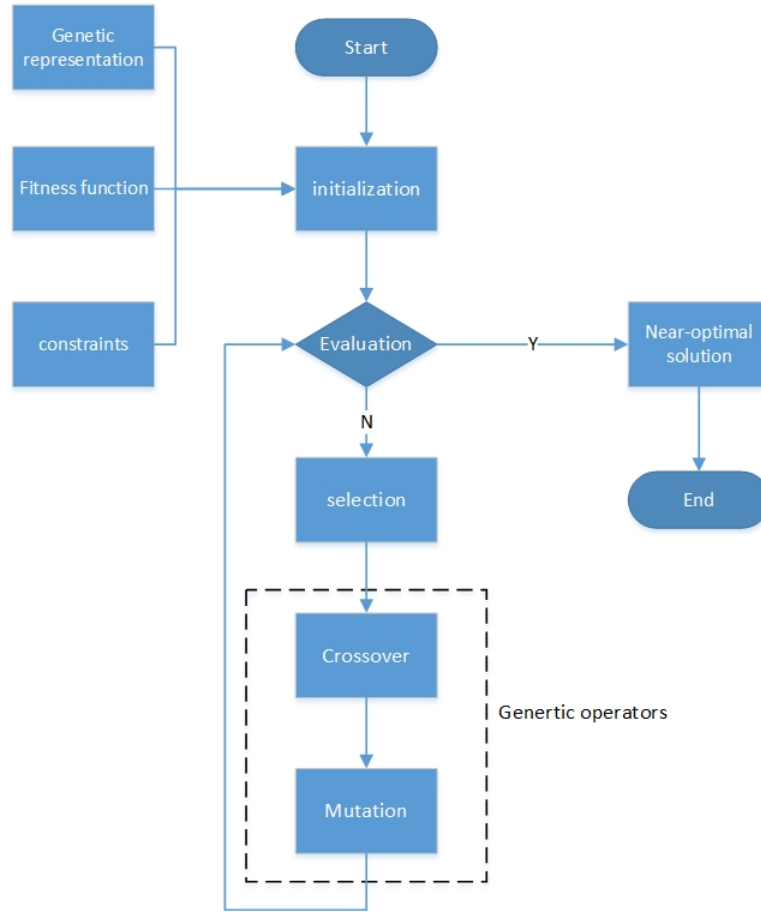 Genetic
representation
Start
Fitness function
initialization
constraints
Evaluation
Y
Near-optimal
solution
N
selection
End
Crossover
Genertic operators
Mutation